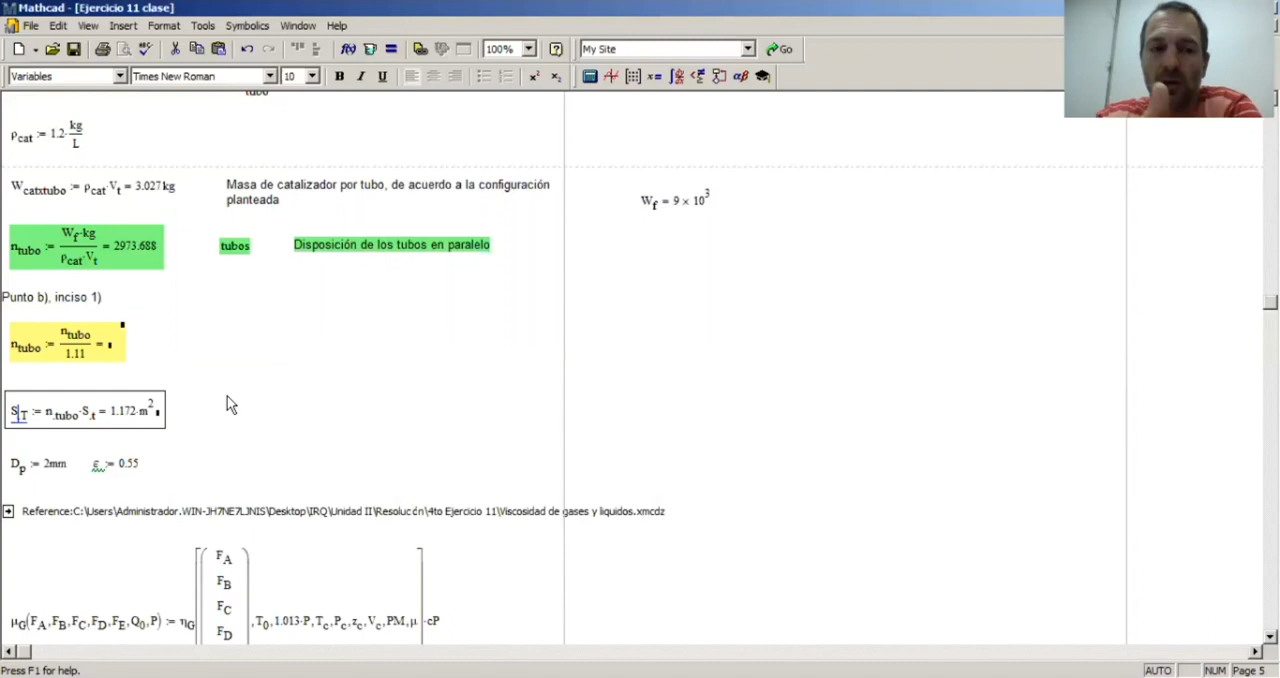 Mathcad - [Ejercicio 11 clase]
File Edit View Insert Format Tools Symbolics Window Help
100% My Site Go
Variables Times New Roman 10 B I U
tubo
ρcat := 1.2·kg/L
Wcatxtubo := ρcat·Vt = 3.027 kg
Masa de catalizador por tubo, de acuerdo a la configuración
planteada
Wf = 9 × 10^3
ntubo := Wf·kg / ρcat·Vt = 2973.688
tubos
Disposición de los tubos en paralelo
Punto b), inciso 1)
ntubo := ntubo / 1.11 =
ST := n.tubo·S.t = 1.172·m^2
Dp := 2mm ε := 0.55
Reference:C:\Users\Administrador.WIN-JH7NE7LJNIS\Desktop\IRQ\Unidad II\Resolución\4to Ejercicio 11\Viscosidad de gases y liquidos.xmcdz
FA
FB
FC
FD
μG(FA,FB,FC,FD,FE,Q0,P) := ηG ,T0,1.013·P,Tc,Pc,zc,Vc,PM,μ ·cP
Press F1 for help.
AUTO NUM Page 5